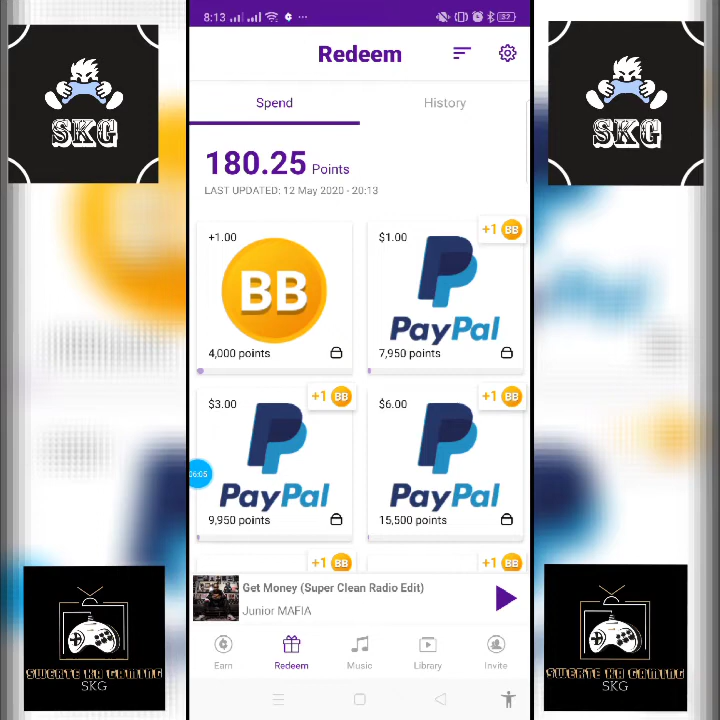 8:13
37
Redeem
SKG
SKG
Spend
History
180.25 Points
LAST UPDATED: 12 May 2020 - 20:13
+1.00
BB
4,000 points
+1 BB
$1.00
PayPal
7,950 points
+1 BB
$3.00
PayPal
9,950 points
+1 BB
$6.00
PayPal
15,500 points
06:05
+1 BB
+1 BB
Get Money (Super Clean Radio Edit)
Junior MAFIA
Earn
Redeem
Music
Library
Invite
SWERTE KA GAMING
SKG
SWERTE KA GAMING
SKG